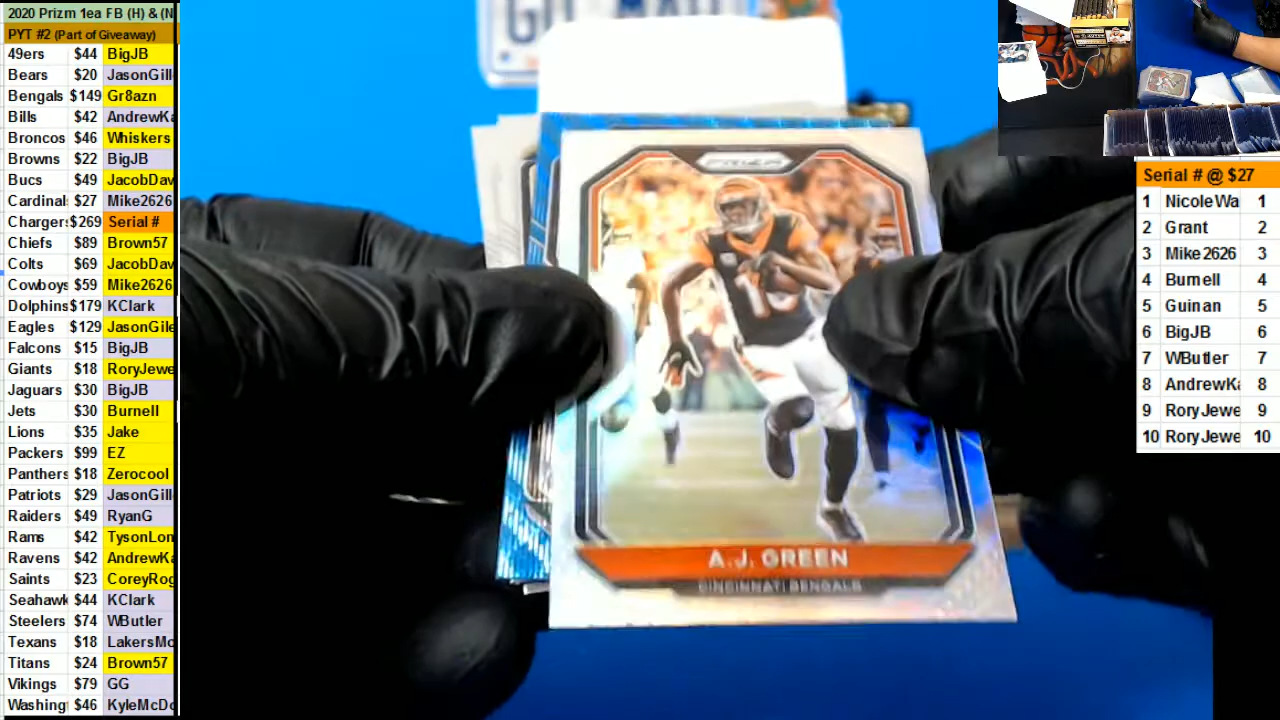 2020 Prizm 1ea FB (H) & (N
PYT #2 (Part of Giveaway)
49ers $44 BigJB
Bears $20 JasonGill
Bengals $149 Gr8azn
Bills $42 AndrewKa
Broncos $46 Whiskers
Browns $22 BigJB
Bucs $49 JacobDav
Cardinal $27 Mike2626
Chargers $269 Serial #
Chiefs $89 Brown57
Colts $69 JacobDav
Cowboys $59 Mike2626
Dolphins $179 KClark
Eagles $129 JasonGile
Falcons $15 BigJB
Giants $18 RoryJewe
Jaguars $30 BigJB
Jets $30 Burnell
Lions $35 Jake
Packers $99 EZ
Panthers $18 Zerocool
Patriots $29 JasonGill
Raiders $49 RyanG
Rams $42 TysonLon
Ravens $42 AndrewKa
Saints $23 CoreyRog
Seahawk $44 KClark
Steelers $74 WButler
Texans $18 LakersMc
Titans $24 Brown57
Vikings $79 GG
Washing $46 KyleMcDo
PRIZM
A.J. GREEN
CINCINNATI BENGALS
Serial # @ $27
1 NicoleWa 1
2 Grant 2
3 Mike2626 3
4 Burnell 4
5 Guinan 5
6 BigJB 6
7 WButler 7
8 AndrewKa 8
9 RoryJewe 9
10 RoryJewe 10